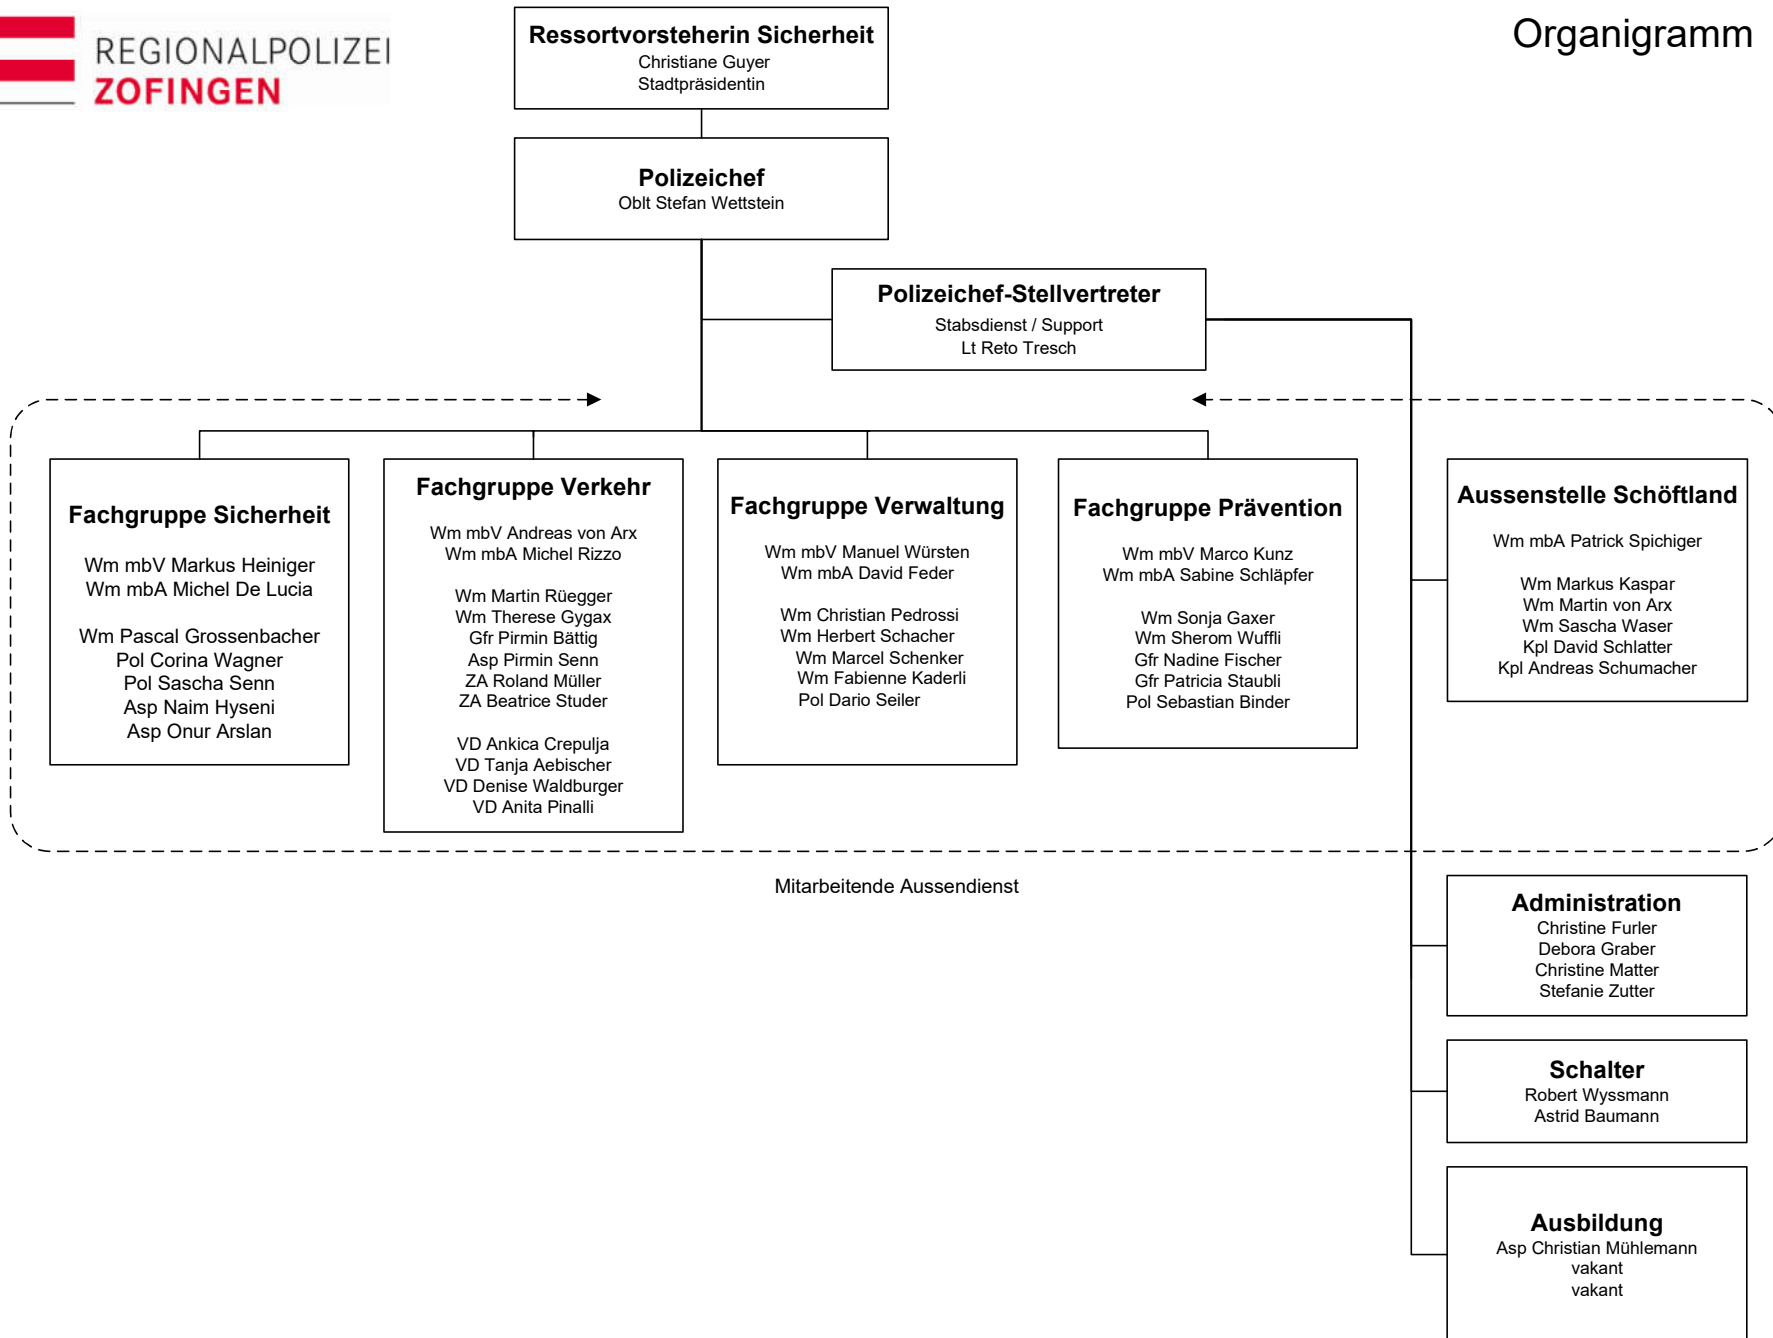 REGIONALPOLIZEI
ZOFINGEN
Organigramm
Ressortvorsteherin Sicherheit
Christiane Guyer
Stadtpräsidentin
Polizeichef
Oblt Stefan Wettstein
Polizeichef-Stellvertreter
Stabsdienst / Support
Lt Reto Tresch
Fachgruppe Sicherheit
Wm mbV Markus Heiniger
Wm mbA Michel De Lucia
Wm Pascal Grossenbacher
Pol Corina Wagner
Pol Sascha Senn
Asp Naim Hyseni
Asp Onur Arslan
Fachgruppe Verkehr
Wm mbV Andreas von Arx
Wm mbA Michel Rizzo
Wm Martin Rüegger
Wm Therese Gygax
Gfr Pirmin Bättig
Asp Pirmin Senn
ZA Roland Müller
ZA Beatrice Studer
VD Ankica Crepulja
VD Tanja Aebischer
VD Denise Waldburger
VD Anita Pinalli
Fachgruppe Verwaltung
Wm mbV Manuel Würsten
Wm mbA David Feder
Wm Christian Pedrossi
Wm Herbert Schacher
Wm Marcel Schenker
Wm Fabienne Kaderli
Pol Dario Seiler
Fachgruppe Prävention
Wm mbV Marco Kunz
Wm mbA Sabine Schläpfer
Wm Sonja Gaxer
Wm Sherom Wuffli
Gfr Nadine Fischer
Gfr Patricia Staubli
Pol Sebastian Binder
Aussenstelle Schöftland
Wm mbA Patrick Spichiger
Wm Markus Kaspar
Wm Martin von Arx
Wm Sascha Waser
Kpl David Schlatter
Kpl Andreas Schumacher
Mitarbeitende Aussendienst
Administration
Christine Furler
Debora Graber
Christine Matter
Stefanie Zutter
Schalter
Robert Wyssmann
Astrid Baumann
Ausbildung
Asp Christian Mühlemann
vakant
vakant